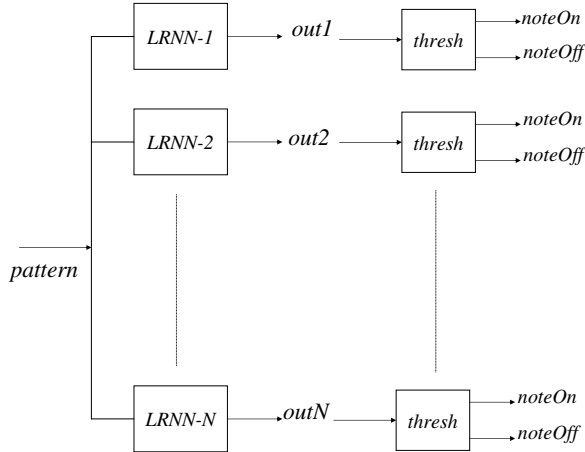 LRNN-1
out1
thresh
noteOn
noteOff
LRNN-2
out2
thresh
noteOn
noteOff
pattern
LRNN-N
outN
thresh
noteOn
noteOff